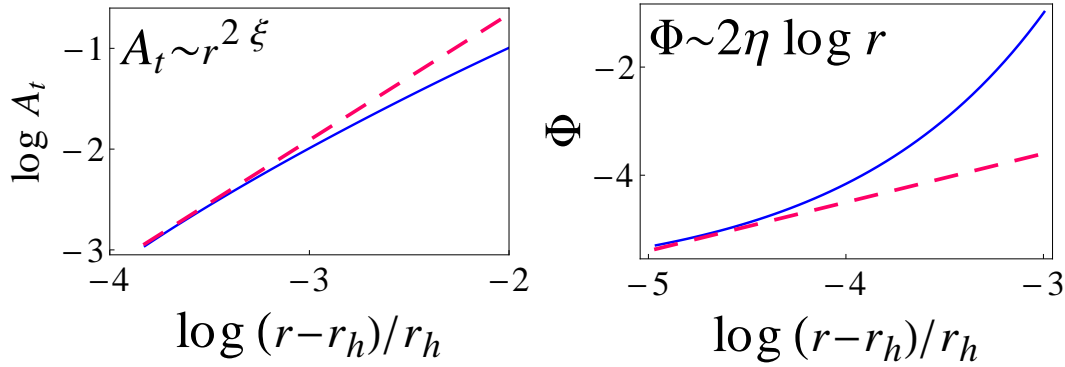 A_t~r^{2 ξ}
log A_t
−1
−2
−3
−4
−3
−2
log (r−r_h)/r_h
Φ~2η log r
Φ
−2
−4
−5
−4
−3
log (r−r_h)/r_h